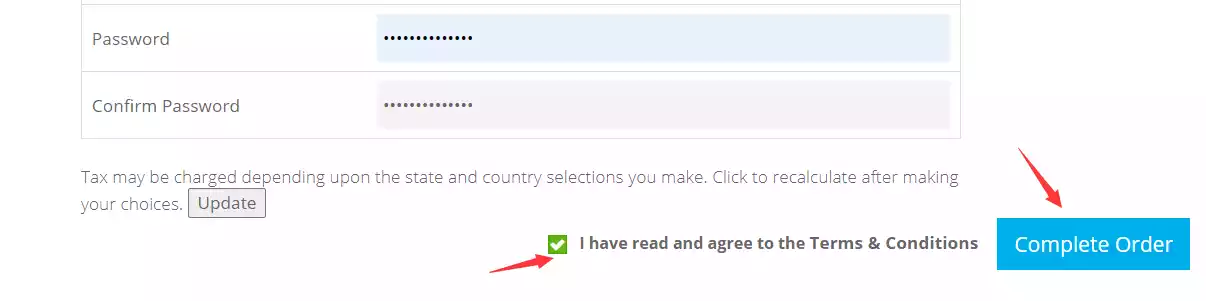 Password
••••••••••••••
Confirm Password
••••••••••••••
Tax may be charged depending upon the state and country selections you make. Click to recalculate after making
your choices. Update
I have read and agree to the Terms & Conditions
Complete Order